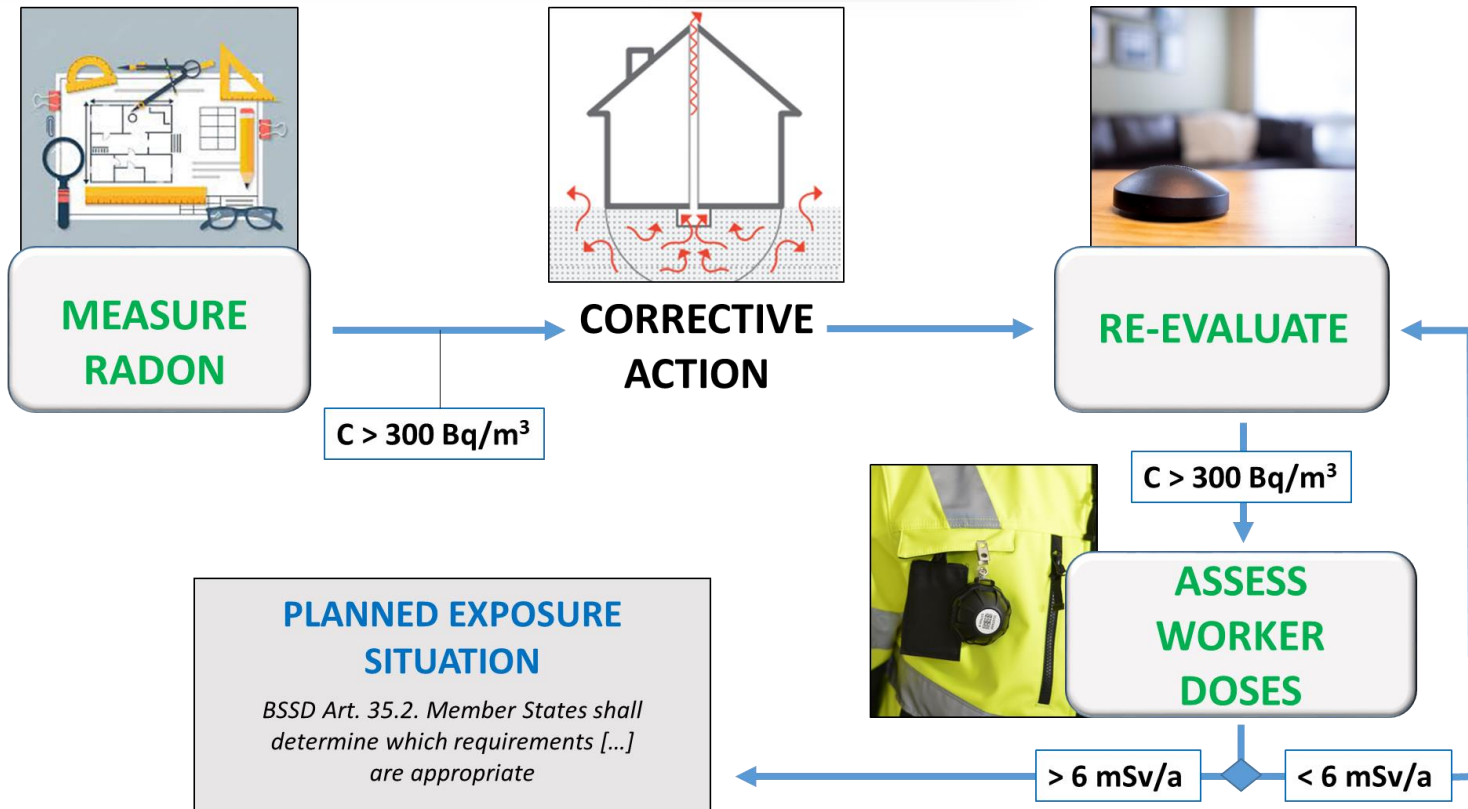 MEASURE
RADON
C > 300 Bq/m³
CORRECTIVE
ACTION
RE-EVALUATE
C > 300 Bq/m³
ASSESS
WORKER
DOSES
> 6 mSv/a
< 6 mSv/a
PLANNED EXPOSURE
SITUATION
BSSD Art. 35.2. Member States shall
determine which requirements […]
are appropriate